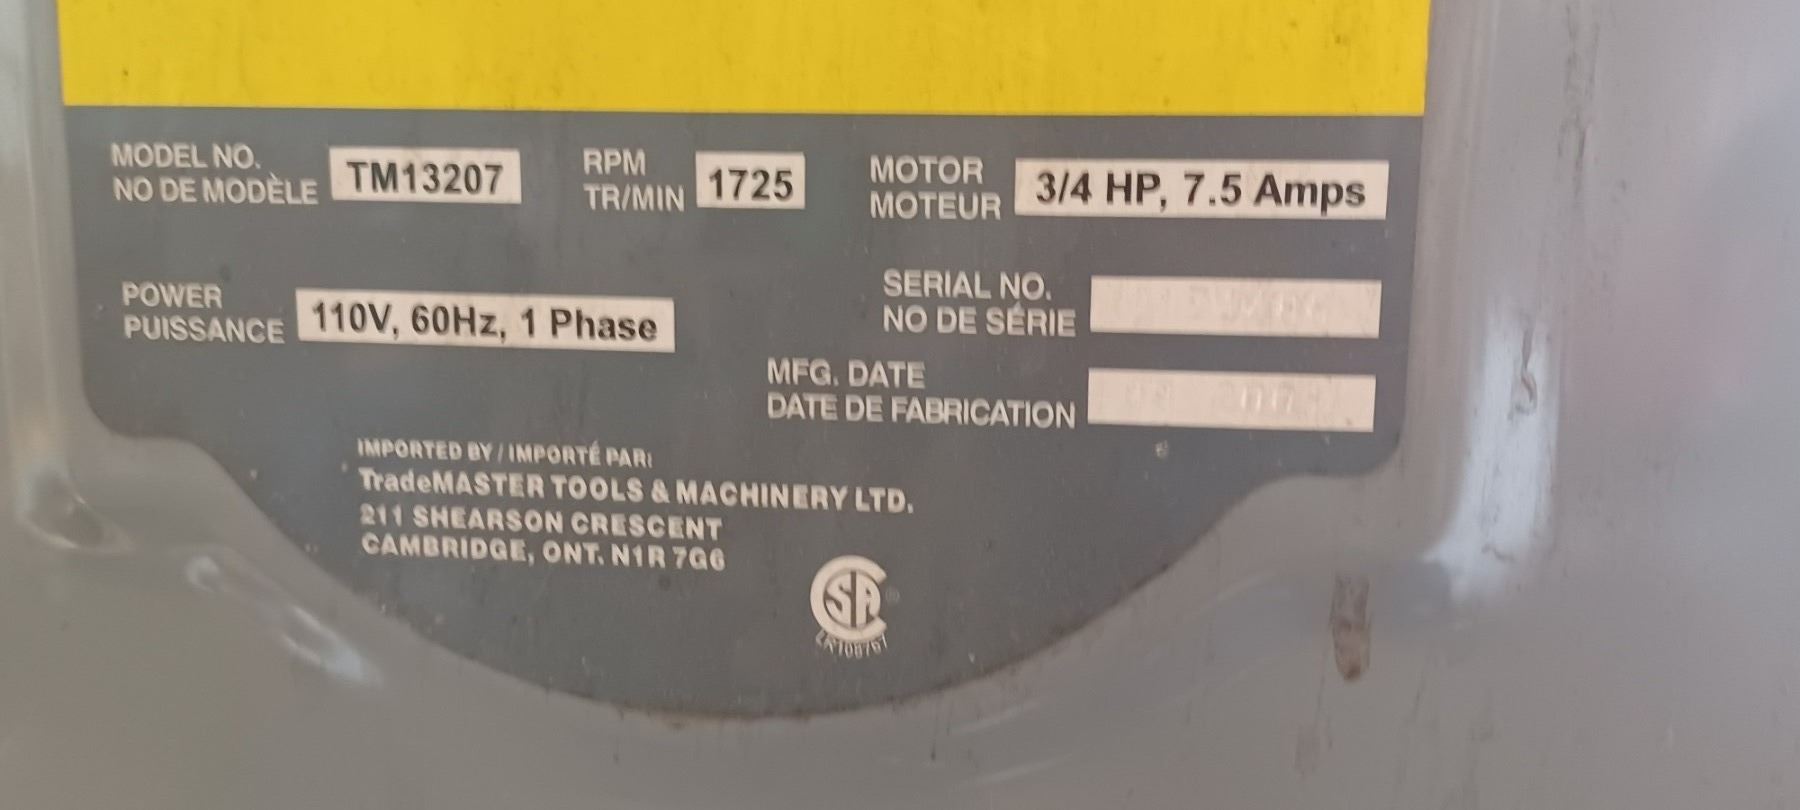 MODEL NO.
NO DE MODÈLE
TM13207
RPM
TR/MIN
1725
MOTOR
MOTEUR
3/4 HP, 7.5 Amps
POWER
PUISSANCE
110V, 60Hz, 1 Phase
SERIAL NO.
NO DE SÉRIE
MFG. DATE
DATE DE FABRICATION
IMPORTED BY / IMPORTÉ PAR:
TradeMASTER TOOLS & MACHINERY LTD.
211 SHEARSON CRESCENT
CAMBRIDGE, ONT. N1R 7G6
SA ®